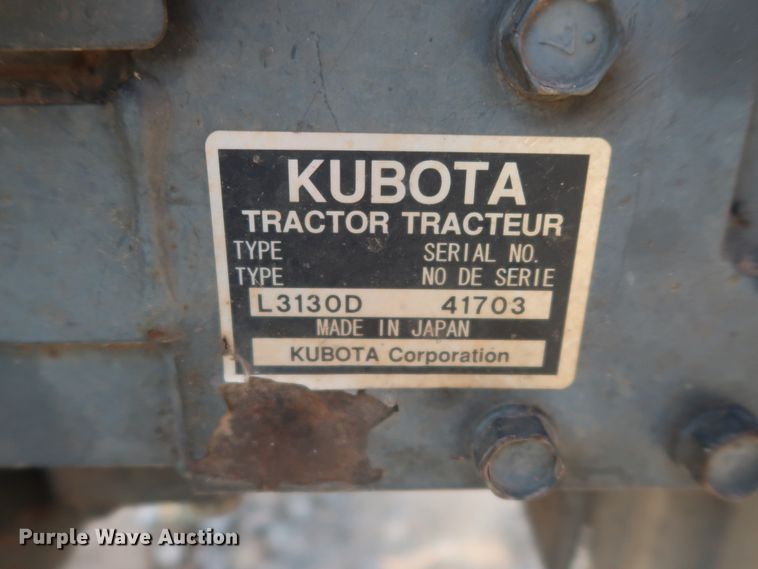 KUBOTA
TRACTOR TRACTEUR
TYPE SERIAL NO.
TYPE NO DE SERIE
L3130D 41703
MADE IN JAPAN
KUBOTA Corporation
Purple Wave Auction